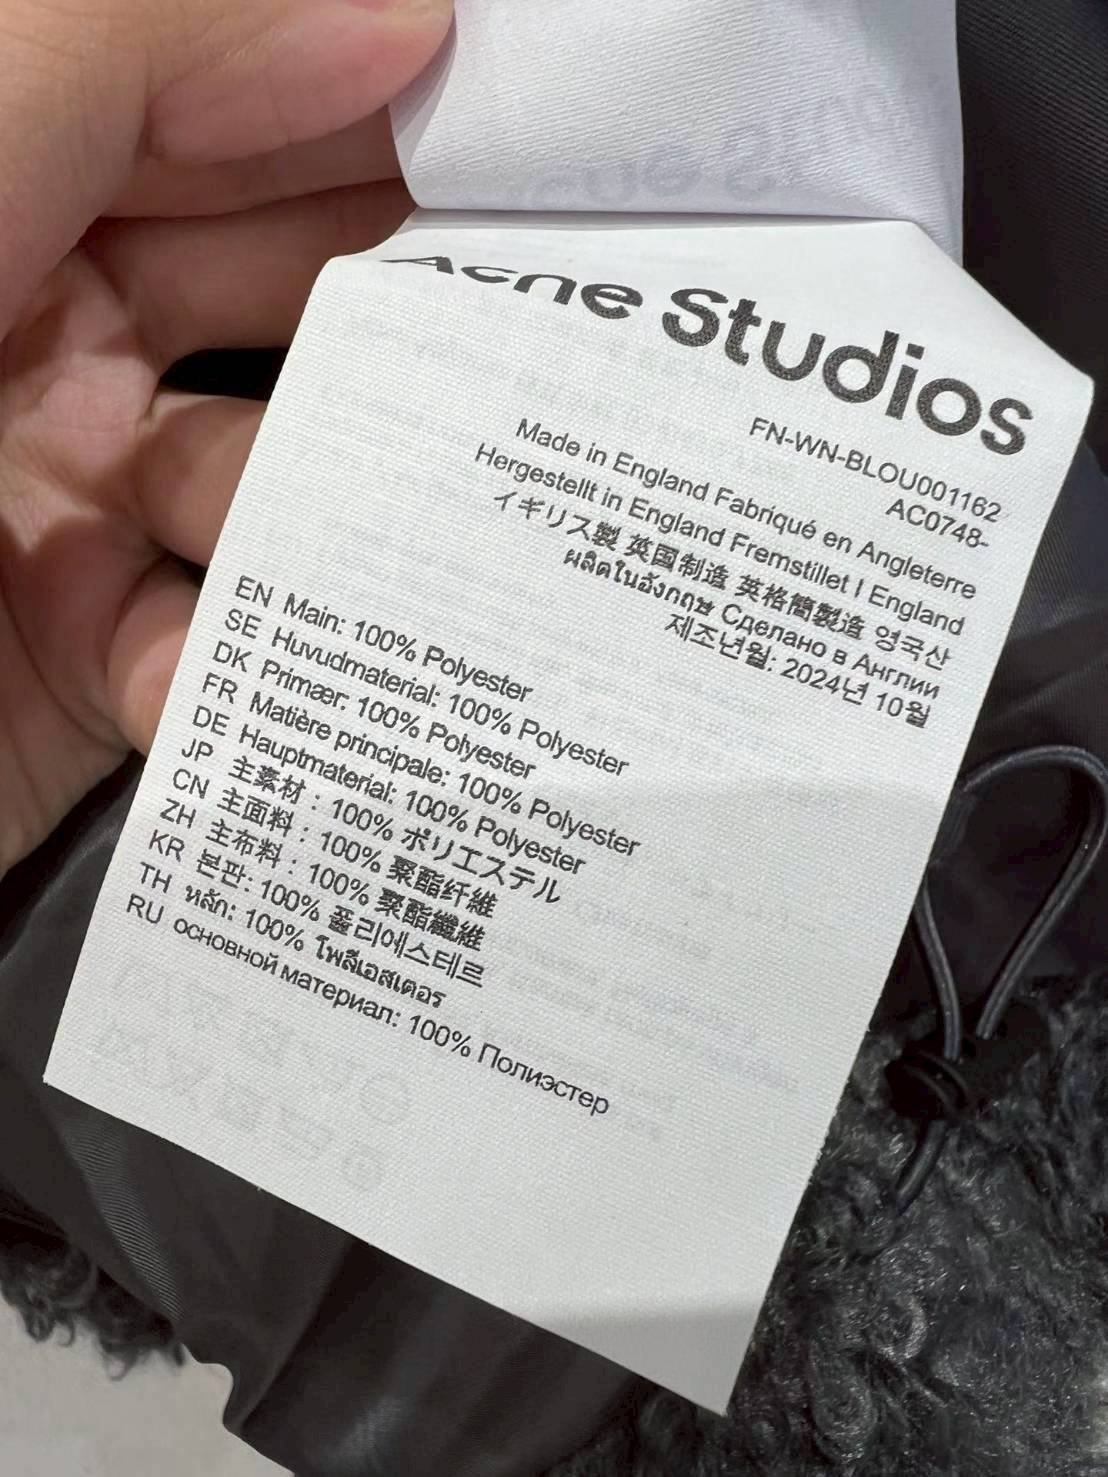 Acne Studios
FN-WN-BLOU001162
AC0748-
Made in England Fabriqué en Angleterre
Hergestellt in England Fremstillet I England
イギリス製 英国制造 英格簡製造 영국산
ผลิตในอังกฤษ Сделано в Англии
제조년월: 2024년 10월
EN Main: 100% Polyester
SE Huvudmaterial: 100% Polyester
DK Primær: 100% Polyester
FR Matière principale: 100% Polyester
DE Hauptmaterial: 100% Polyester
JP 主素材：100% ポリエステル
CN 主面料：100% 聚酯纤維
ZH 主布料：100% 聚酯纖維
KR 본판: 100% 폴리에스테르
TH หลัก: 100% โพลีเอสเตอร
RU основной материал: 100% Полиэстер